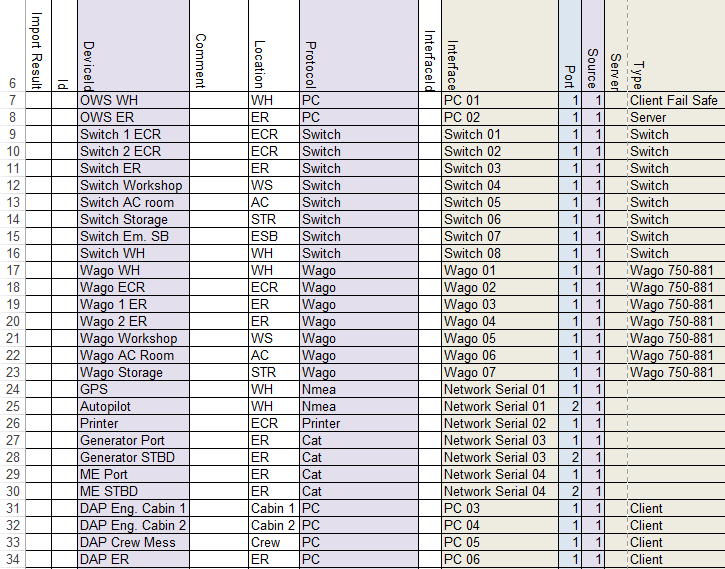 6 Import Result Id DeviceId Comment Location Protocol InterfaceId Interface Port Source Server Type
7 OWS WH WH PC PC 01 1 1 Client Fail Safe
8 OWS ER ER PC PC 02 1 1 Server
9 Switch 1 ECR ECR Switch Switch 01 1 1 Switch
10 Switch 2 ECR ECR Switch Switch 02 1 1 Switch
11 Switch ER ER Switch Switch 03 1 1 Switch
12 Switch Workshop WS Switch Switch 04 1 1 Switch
13 Switch AC room AC Switch Switch 05 1 1 Switch
14 Switch Storage STR Switch Switch 06 1 1 Switch
15 Switch Em. SB ESB Switch Switch 07 1 1 Switch
16 Switch WH WH Switch Switch 08 1 1 Switch
17 Wago WH WH Wago Wago 01 1 1 Wago 750-881
18 Wago ECR ECR Wago Wago 02 1 1 Wago 750-881
19 Wago 1 ER ER Wago Wago 03 1 1 Wago 750-881
20 Wago 2 ER ER Wago Wago 04 1 1 Wago 750-881
21 Wago Workshop WS Wago Wago 05 1 1 Wago 750-881
22 Wago AC Room AC Wago Wago 06 1 1 Wago 750-881
23 Wago Storage STR Wago Wago 07 1 1 Wago 750-881
24 GPS WH Nmea Network Serial 01 1 1
25 Autopilot WH Nmea Network Serial 01 2 1
26 Printer ECR Printer Network Serial 02 1 1
27 Generator Port ER Cat Network Serial 03 1 1
28 Generator STBD ER Cat Network Serial 03 2 1
29 ME Port ER Cat Network Serial 04 1 1
30 ME STBD ER Cat Network Serial 04 2 1
31 DAP Eng. Cabin 1 Cabin 1 PC PC 03 1 1 Client
32 DAP Eng. Cabin 2 Cabin 2 PC PC 04 1 1 Client
33 DAP Crew Mess Crew PC PC 05 1 1 Client
34 DAP ER ER PC PC 06 1 1 Client